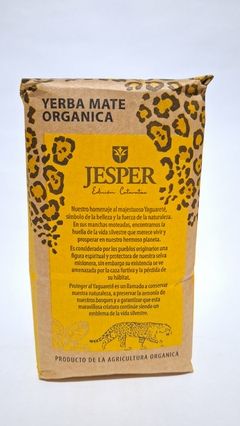 YERBA MATE
ORGANICA
JESPER
Edición Cataratas
Nuestro homenaje al majestuoso Yaguareté,
símbolo de la belleza y la fuerza de la naturaleza.
En sus manchas moteadas, encontramos la
huella de la vida silvestre que merece vivir y
prosperar en nuestro hermoso planeta.
Es considerado por los pueblos originarios una
figura espiritual y protectora de nuestra selva
misionera, sin embargo su existencia se ve
amenazada por la caza furtiva y la pérdida de
su hábitat.
Proteger al Yaguareté es un llamado a conservar
nuestra naturaleza, a preservar la armonía de
nuestros bosques y a garantizar que esta
maravillosa criatura continúe siendo un
emblema de la vida silvestre.
PRODUCTO DE LA AGRICULTURA ORGANICA